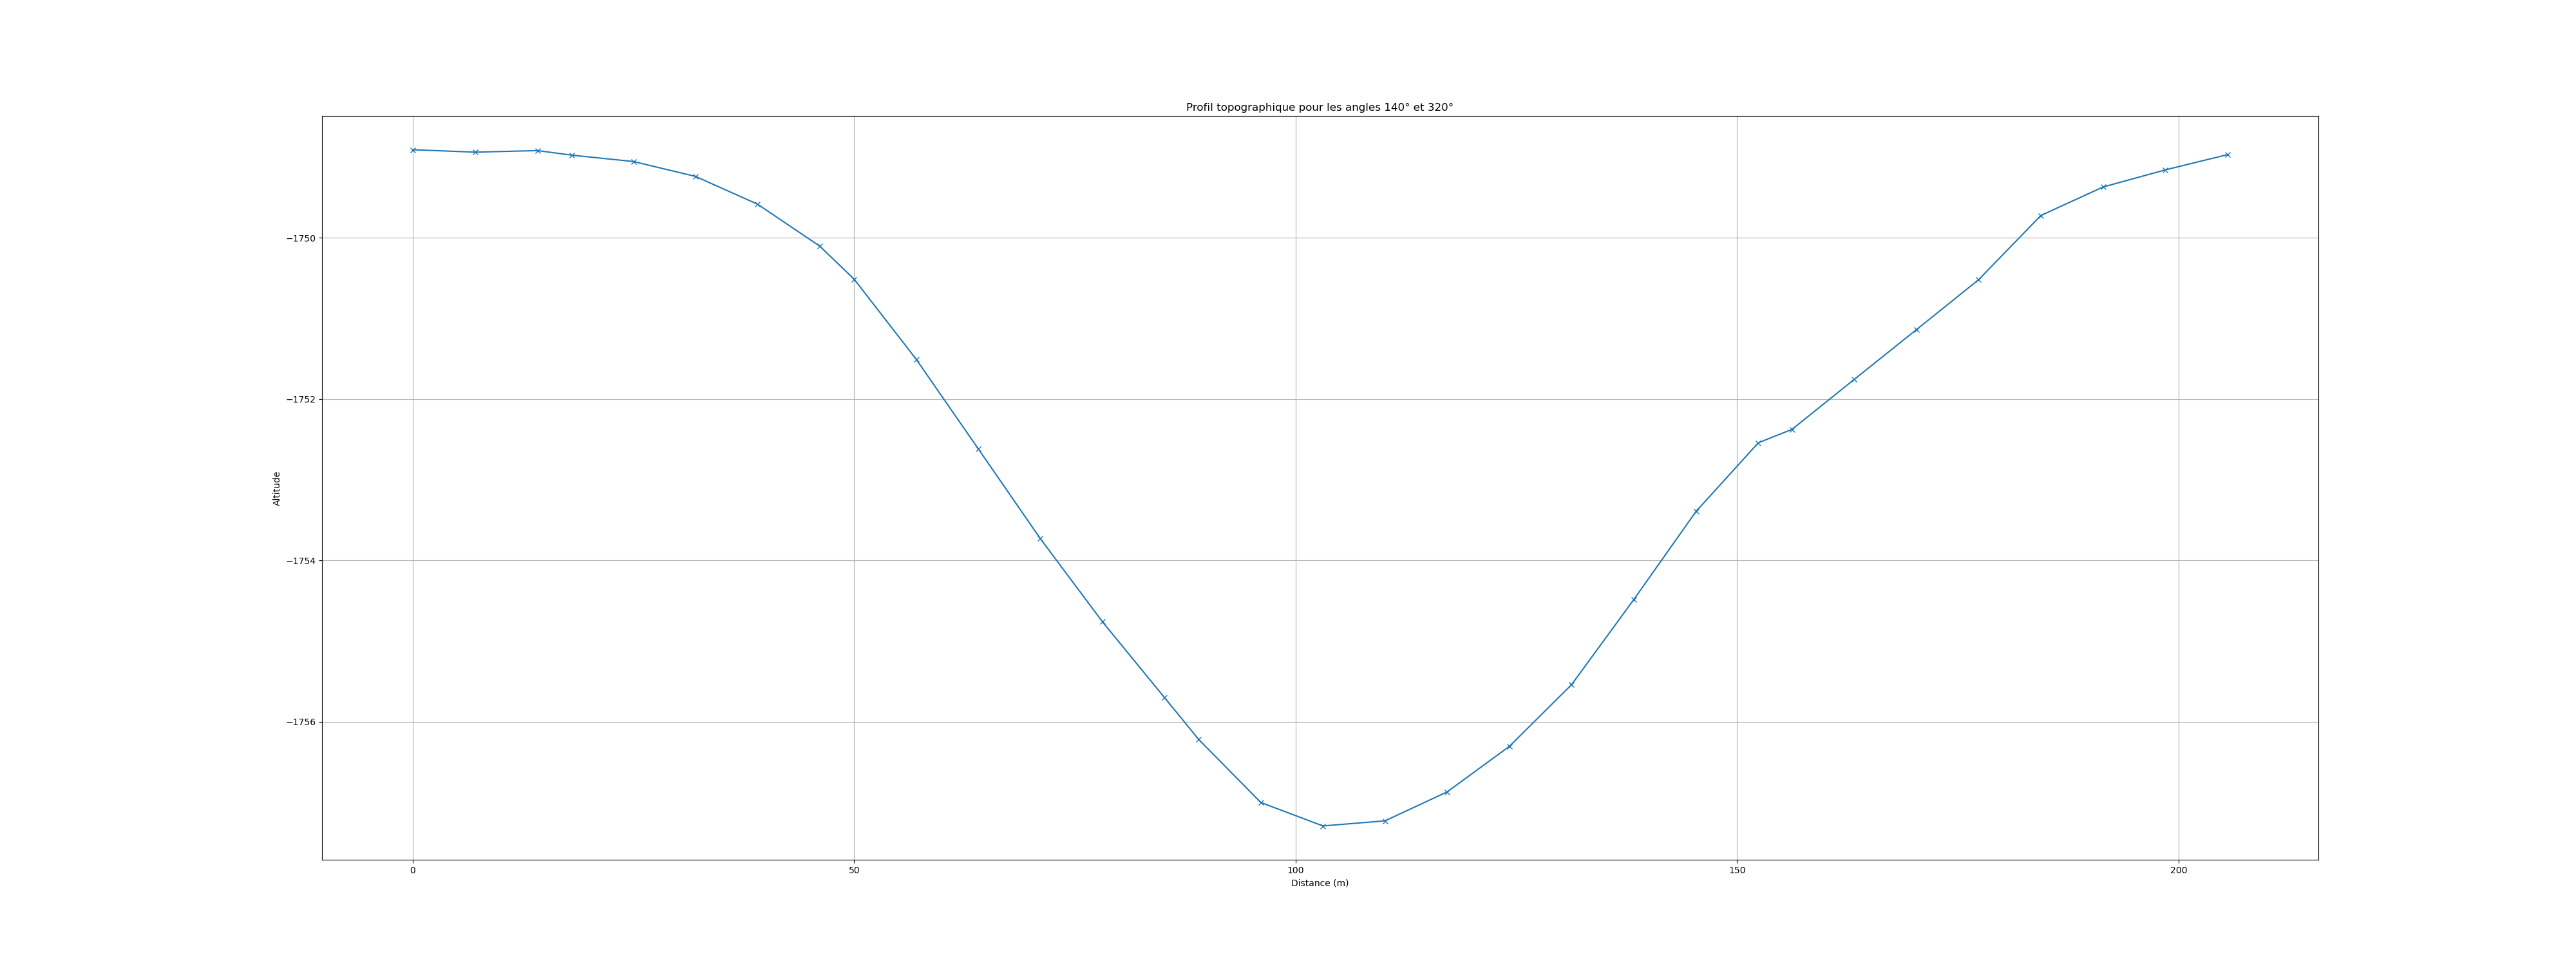 Profil topographique pour les angles 140° et 320°
−1750
−1752
−1754
−1756
Altitude
0 50 100 150 200
Distance (m)